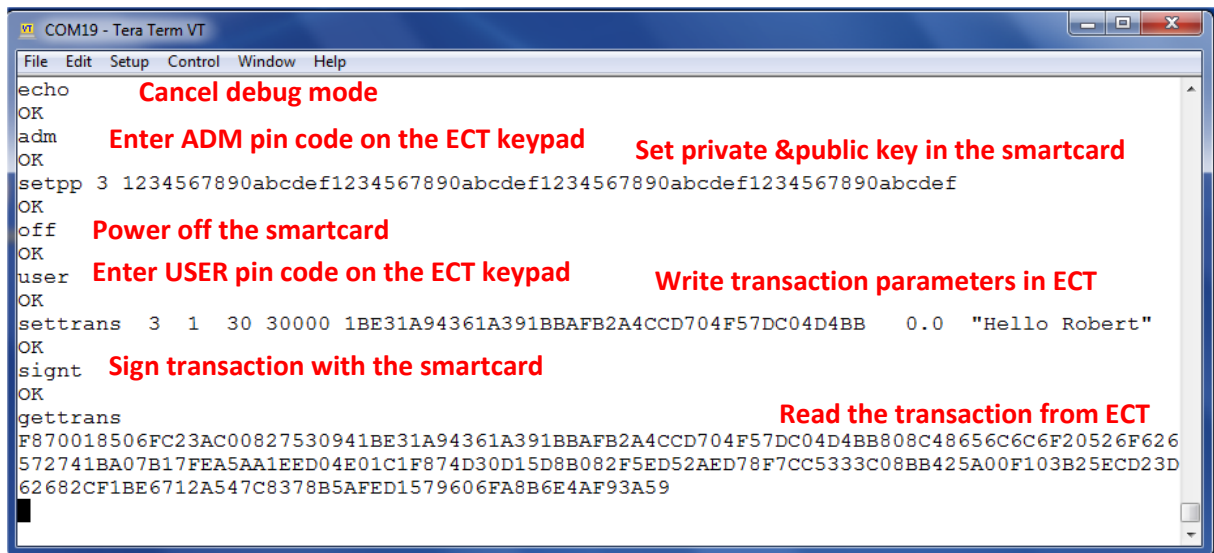 COM19 - Tera Term VT
File Edit Setup Control Window Help
echo Cancel debug mode
OK
adm Enter ADM pin code on the ECT keypad
OK Set private &public key in the smartcard
setpp 3 1234567890abcdef1234567890abcdef1234567890abcdef1234567890abcdef
OK
off Power off the smartcard
OK
user Enter USER pin code on the ECT keypad Write transaction parameters in ECT
OK
settrans 3 1 30 30000 1BE31A94361A391BBAFB2A4CCD704F57DC04D4BB 0.0 "Hello Robert"
OK
signt Sign transaction with the smartcard
OK
gettrans Read the transaction from ECT
F870018506FC23AC00827530941BE31A94361A391BBAFB2A4CCD704F57DC04D4BB808C48656C6C6F20526F626
572741BA07B17FEA5AA1EED04E01C1F874D30D15D8B082F5ED52AED78F7CC5333C08BB425A00F103B25ECD23D
62682CF1BE6712A547C8378B5AFED1579606FA8B6E4AF93A59